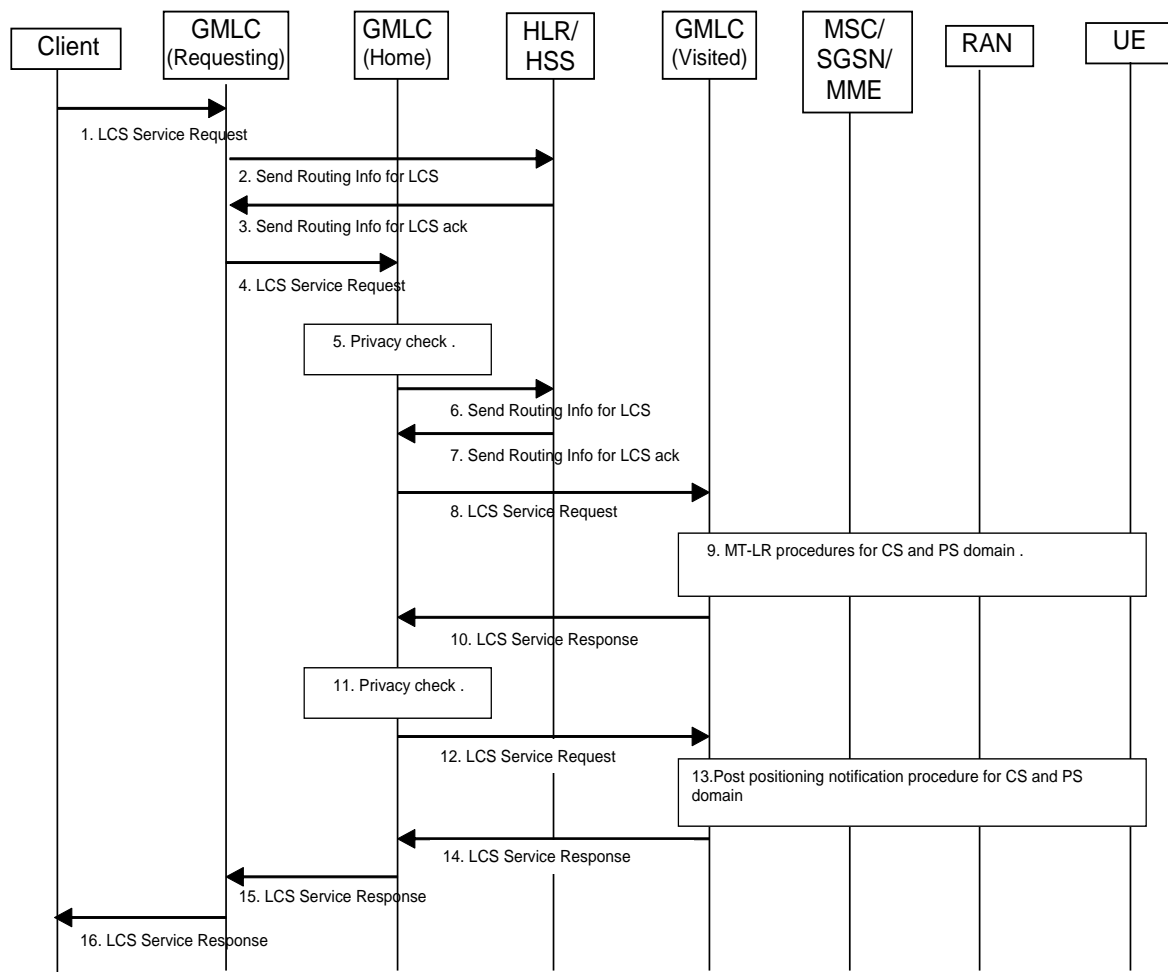 Client
GMLC
(Requesting)
GMLC
(Home)
HLR/
HSS
GMLC
(Visited)
MSC/
SGSN/
MME
RAN
UE
1. LCS Service Request
2. Send Routing Info for LCS
3. Send Routing Info for LCS ack
4. LCS Service Request
5. Privacy check .
6. Send Routing Info for LCS
7. Send Routing Info for LCS ack
8. LCS Service Request
9. MT-LR procedures for CS and PS domain .
10. LCS Service Response
11. Privacy check .
12. LCS Service Request
13.Post positioning notification procedure for CS and PS
domain
14. LCS Service Response
15. LCS Service Response
16. LCS Service Response